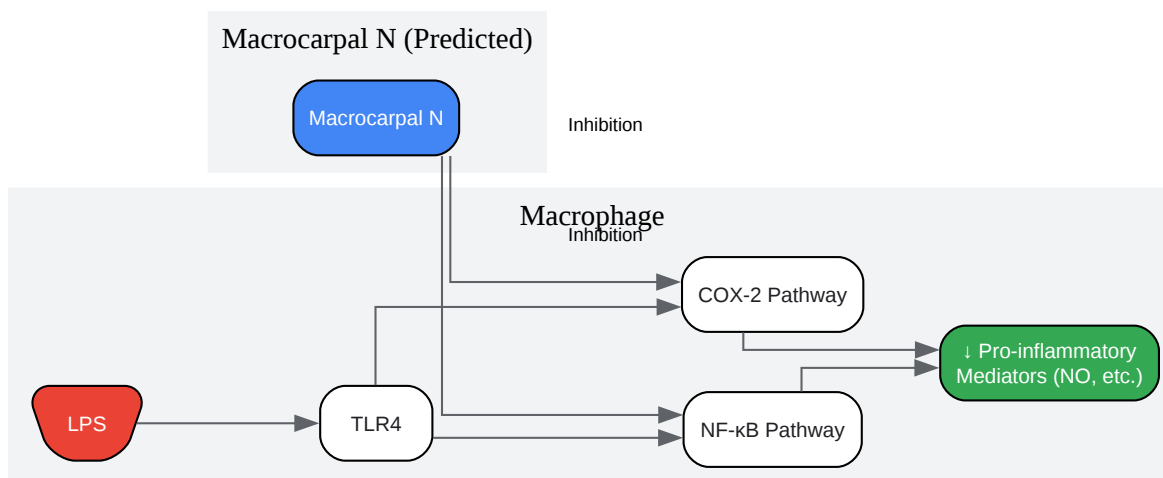 Macrocarpal N (Predicted)
Macrocarpal N
Inhibition
Macrophage
Inhibition
COX-2 Pathway
↓ Pro-inflammatory
Mediators (NO, etc.)
LPS
TLR4
NF-κB Pathway